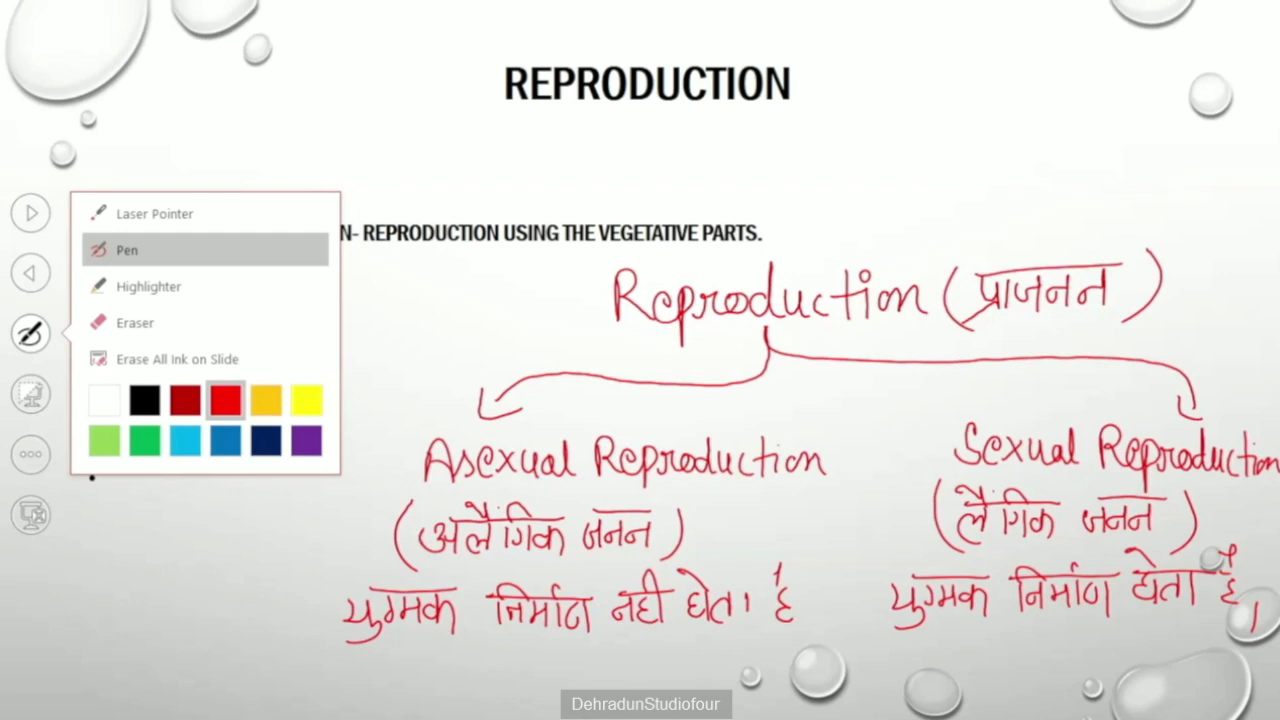 REPRODUCTION
Laser Pointer
Pen
Highlighter
Eraser
Erase All Ink on Slide
N- REPRODUCTION USING THE VEGETATIVE PARTS.
Reproduction (प्राजनन)
Asexual Reproduction
(अलैंगिक जनन)
युग्मक निर्माण नही होता है
Sexual Reproduction
(लैंगिक जनन)
युग्मक निर्माण होता है।
DehradunStudiofour